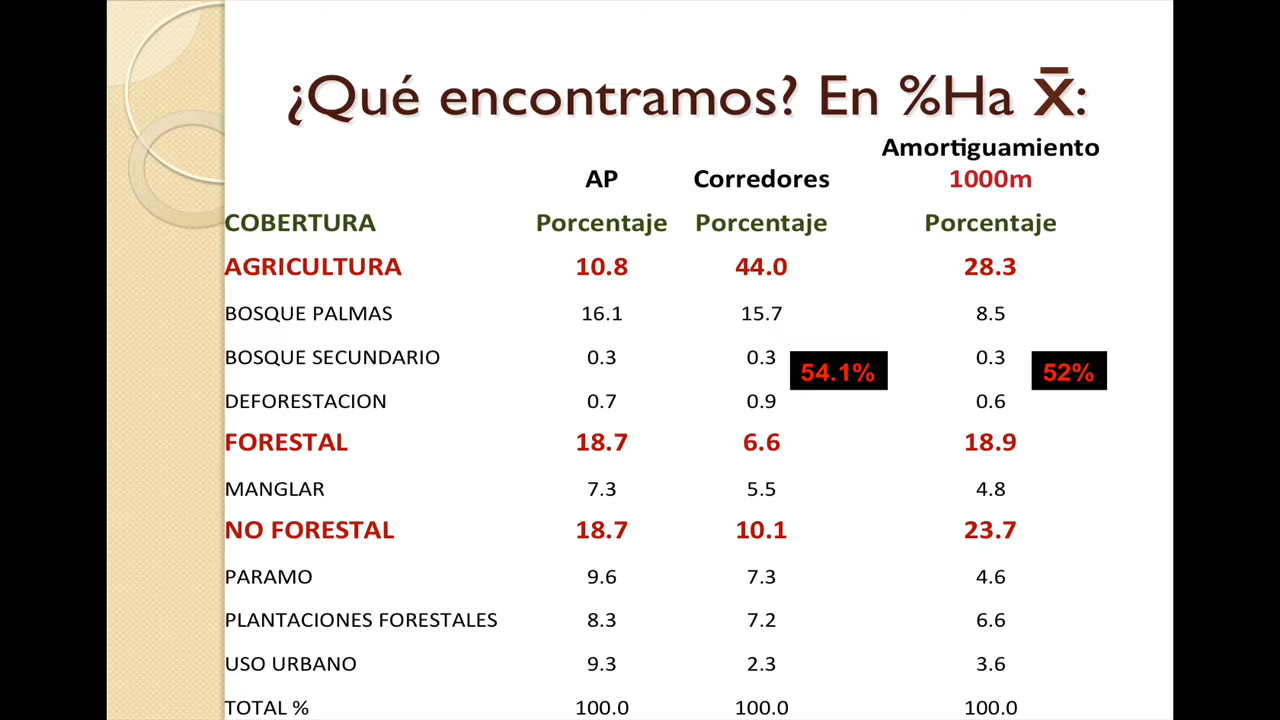 ¿Qué encontramos? En %Ha x̄:
Amortiguamiento
AP Corredores 1000m
COBERTURA Porcentaje Porcentaje Porcentaje
AGRICULTURA 10.8 44.0 28.3
BOSQUE PALMAS 16.1 15.7 8.5
BOSQUE SECUNDARIO 0.3 0.3 0.3
54.1% 52%
DEFORESTACION 0.7 0.9 0.6
FORESTAL 18.7 6.6 18.9
MANGLAR 7.3 5.5 4.8
NO FORESTAL 18.7 10.1 23.7
PARAMO 9.6 7.3 4.6
PLANTACIONES FORESTALES 8.3 7.2 6.6
USO URBANO 9.3 2.3 3.6
TOTAL % 100.0 100.0 100.0